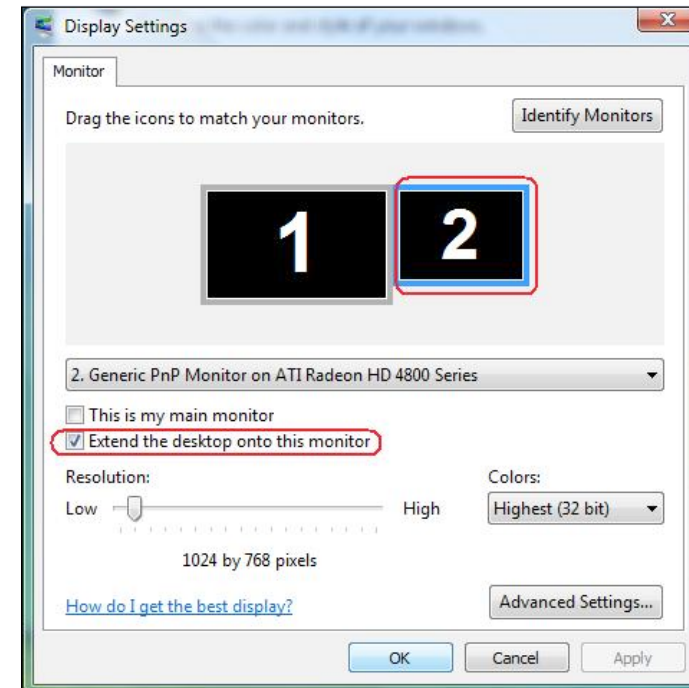 Display Settings
Monitor
Drag the icons to match your monitors.
Identify Monitors
1
2
2. Generic PnP Monitor on ATI Radeon HD 4800 Series
This is my main monitor
Extend the desktop onto this monitor
Resolution:
Colors:
Low
High
Highest (32 bit)
1024 by 768 pixels
How do I get the best display?
Advanced Settings...
OK
Cancel
Apply